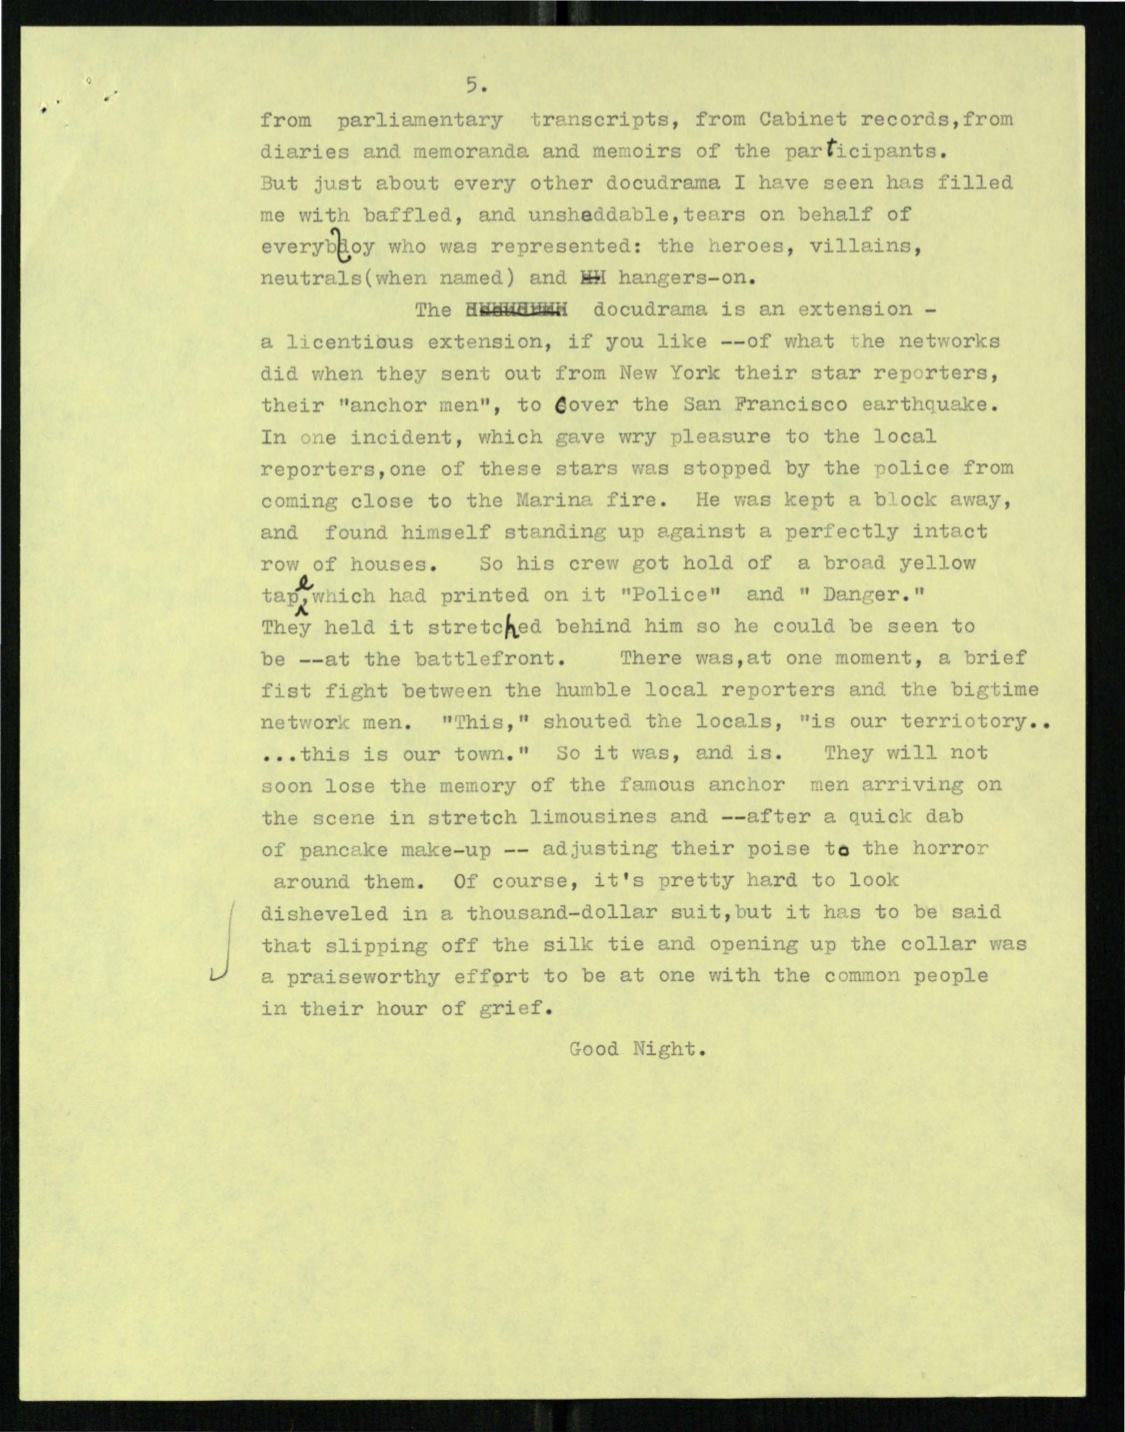 5.
from parliamentary transcripts, from Cabinet records,from
diaries and memoranda and memoirs of the participants.
But just about every other docudrama I have seen has filled
me with baffled, and unsheddable,tears on behalf of
everybdoy who was represented: the heroes, villains,
neutrals(when named) and hangers-on.
The docudrama is an extension -
a licentious extension, if you like --of what the networks
did when they sent out from New York their star reporters,
their "anchor men", to cover the San Francisco earthquake.
In one incident, which gave wry pleasure to the local
reporters,one of these stars was stopped by the police from
coming close to the Marina fire. He was kept a block away,
and found himself standing up against a perfectly intact
row of houses. So his crew got hold of a broad yellow
tape,which had printed on it "Police" and " Danger."
They held it stretched behind him so he could be seen to
be --at the battlefront. There was,at one moment, a brief
fist fight between the humble local reporters and the bigtime
network men. "This," shouted the locals, "is our terriotory..
...this is our town." So it was, and is. They will not
soon lose the memory of the famous anchor men arriving on
the scene in stretch limousines and --after a quick dab
of pancake make-up -- adjusting their poise to the horror
around them. Of course, it's pretty hard to look
disheveled in a thousand-dollar suit,but it has to be said
that slipping off the silk tie and opening up the collar was
a praiseworthy effort to be at one with the common people
in their hour of grief.
Good Night.